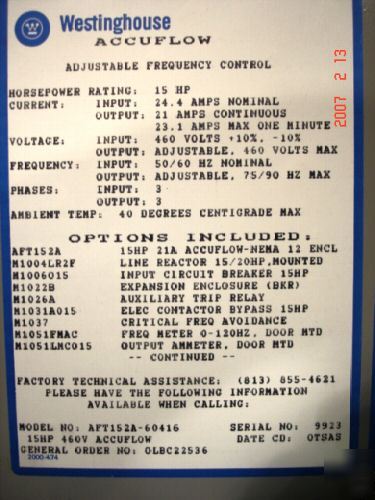 Westinghouse
ACCUFLOW
ADJUSTABLE FREQUENCY CONTROL
HORSEPOWER RATING: 15 HP
CURRENT: INPUT: 24.4 AMPS NOMINAL
OUTPUT: 21 AMPS CONTINUOUS
23.1 AMPS MAX ONE MINUTE
VOLTAGE: INPUT: 460 VOLTS +10%, -10%
OUTPUT: ADJUSTABLE, 460 VOLTS MAX
FREQUENCY: INPUT: 50/60 HZ NOMINAL
OUTPUT: ADJUSTABLE, 75/90 HZ MAX
PHASES: INPUT: 3
OUTPUT: 3
AMBIENT TEMP: 40 DEGREES CENTIGRADE MAX
OPTIONS INCLUDED:
AFT152A 15HP 21A ACCUFLOW-NEMA 12 ENCL
M1004LR2F LINE REACTOR 15/20HP,MOUNTED
M1006015 INPUT CIRCUIT BREAKER 15HP
M1022B EXPANSION ENCLOSURE (BKR)
M1026A AUXILIARY TRIP RELAY
M1031A015 ELEC CONTACTOR BYPASS 15HP
M1037 CRITICAL FREQ AVOIDANCE
M1051FMAC FREQ METER 0-120HZ, DOOR MTD
M1051LMC015 OUTPUT AMMETER, DOOR MTD
-- CONTINUED --
FACTORY TECHNICAL ASSISTANCE: (813) 855-4621
PLEASE HAVE THE FOLLOWING INFORMATION
AVAILABLE WHEN CALLING:
MODEL NO: AFT152A-60416 SERIAL NO: 9923
15HP 460V ACCUFLOW DATE CD: OTSAS
GENERAL ORDER NO: OLBC22536
2000-474
2007 2 13